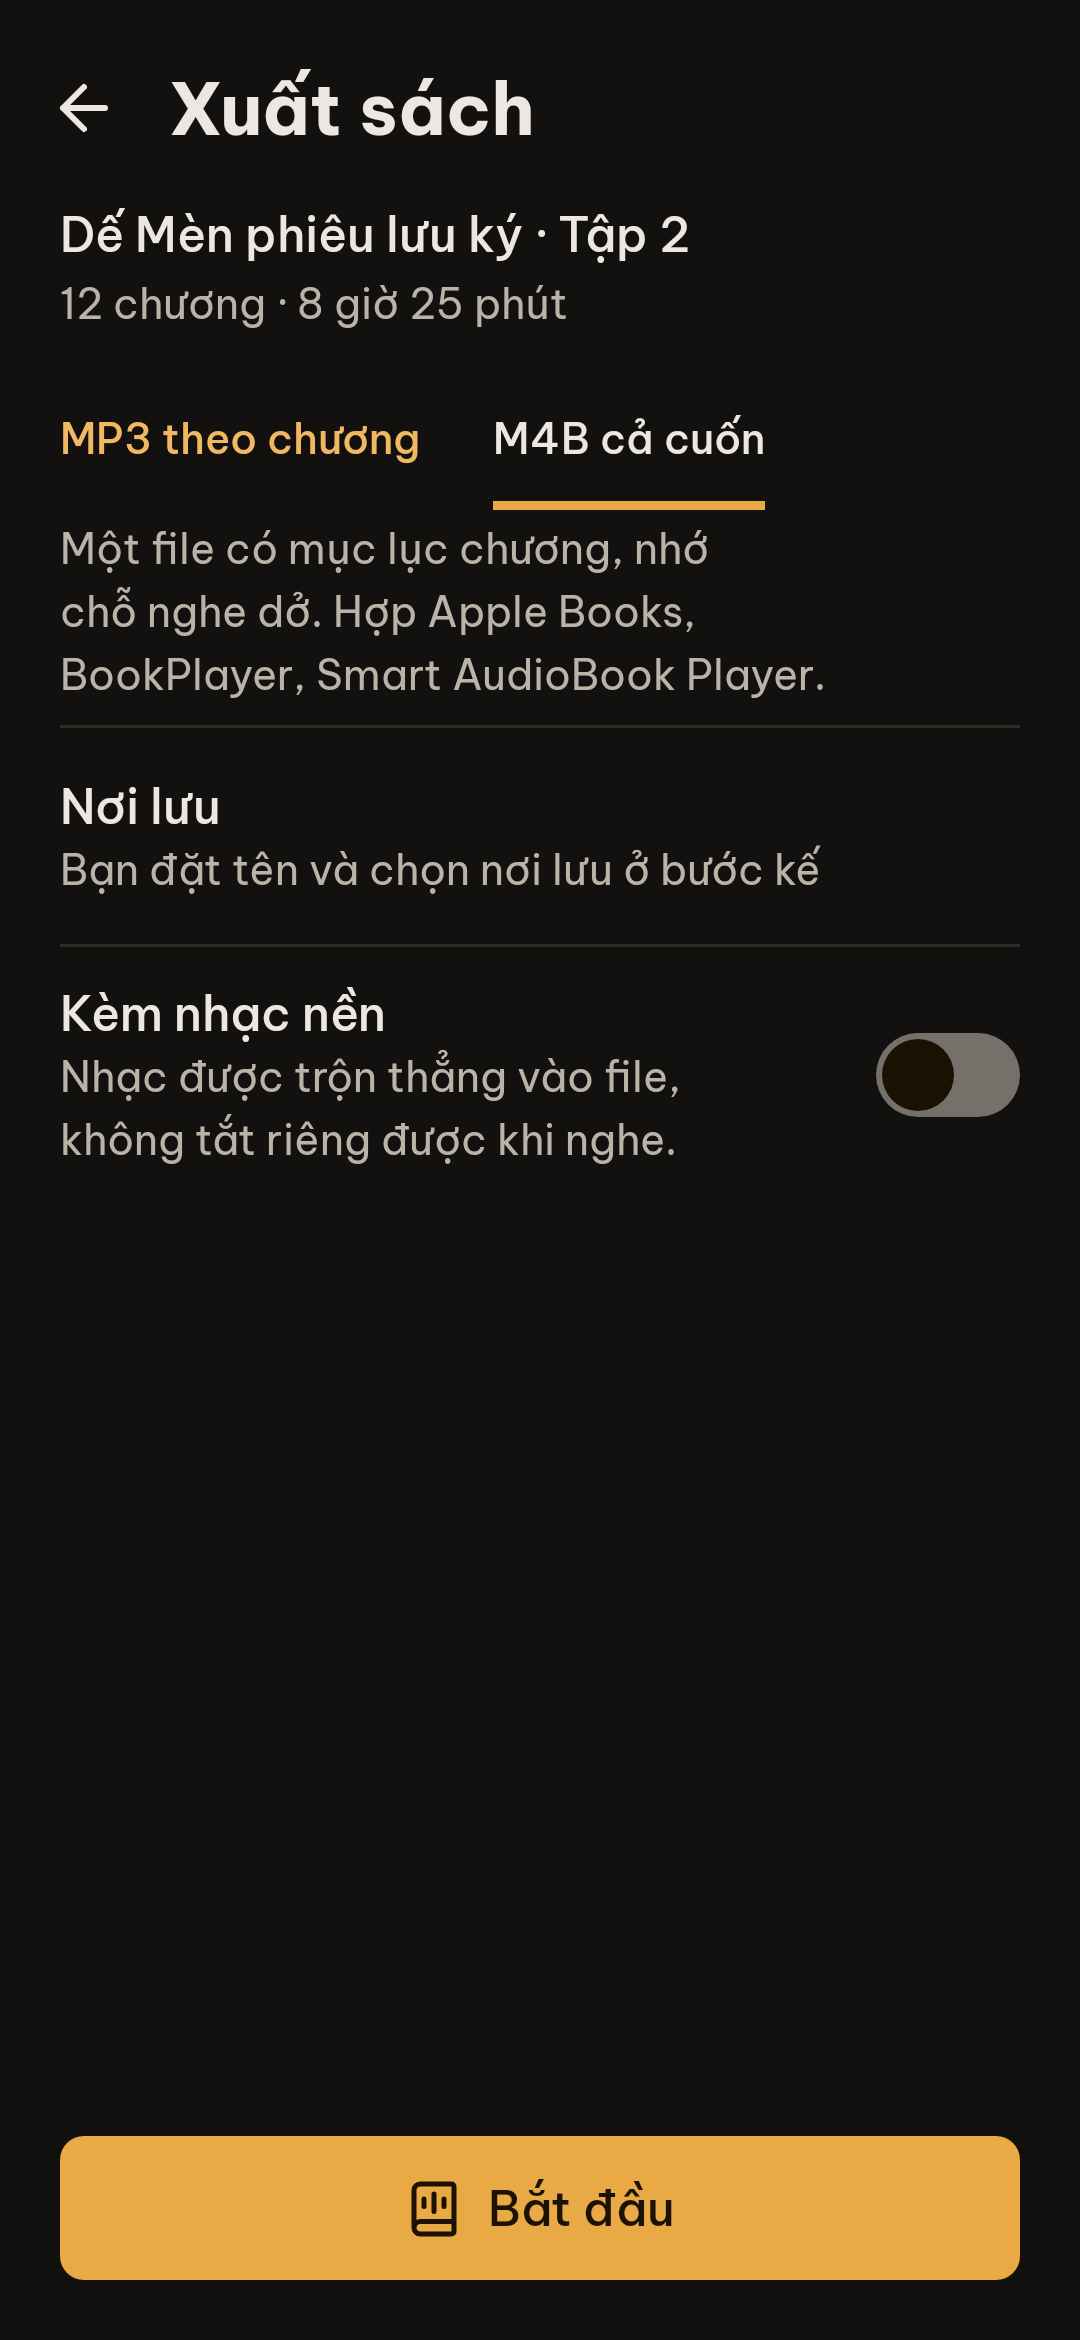 Xuất sách
Dế Mèn phiêu lưu ký · Tập 2
12 chương · 8 giờ 25 phút
MP3 theo chương
M4B cả cuốn
Một file có mục lục chương, nhớ
chỗ nghe dở. Hợp Apple Books,
BookPlayer, Smart AudioBook Player.
Nơi lưu
Bạn đặt tên và chọn nơi lưu ở bước kế
Kèm nhạc nền
Nhạc được trộn thẳng vào file,
không tắt riêng được khi nghe.
Bắt đầu